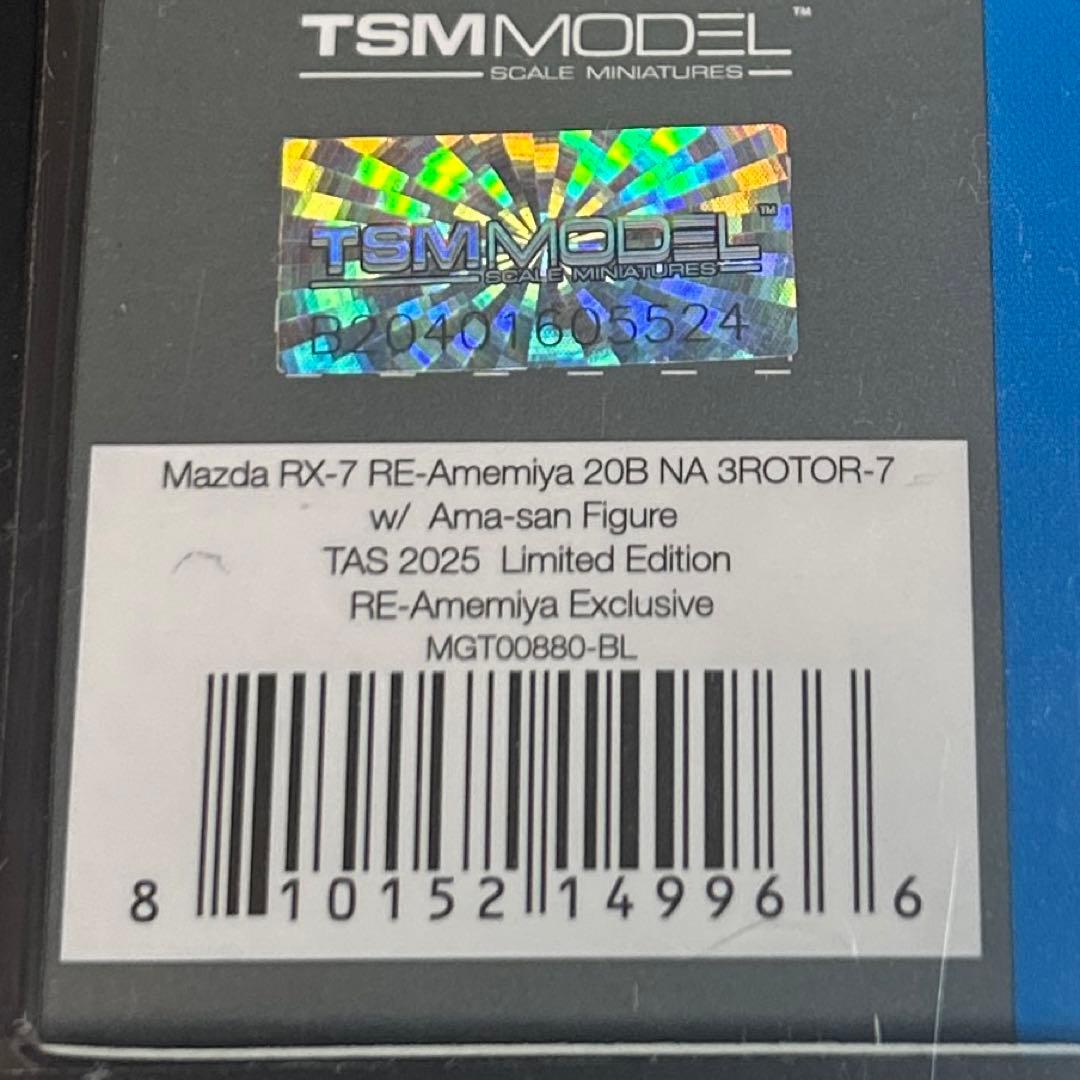 TSMMODEL™
SCALE MINIATURES
TSMMODEL™
SCALE MINIATURES
B20401605524
Mazda RX-7 RE-Amemiya 20B NA 3ROTOR-7
w/ Ama-san Figure
TAS 2025 Limited Edition
RE-Amemiya Exclusive
MGT00880-BL
8 10152 14996 6